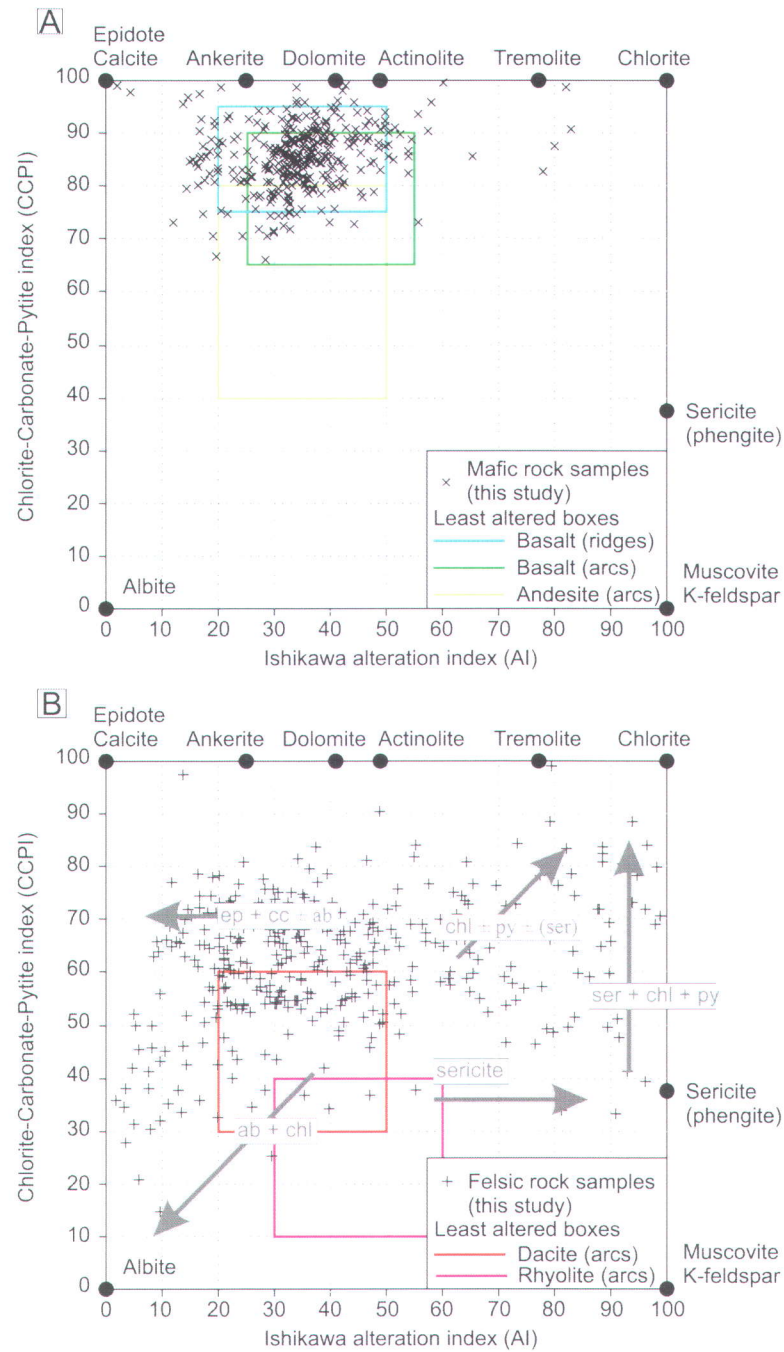 A
Epidote
Calcite Ankerite Dolomite Actinolite Tremolite Chlorite
100
90
80
70
60
50
40
30
20
10
0
Chlorite-Carbonate-Pytite index (CCPI)
Sericite
(phengite)
Mafic rock samples
(this study)
Least altered boxes
Basalt (ridges)
Basalt (arcs)
Andesite (arcs)
Albite
Muscovite
K-feldspar
0 10 20 30 40 50 60 70 80 90 100
Ishikawa alteration index (AI)
B
Epidote
Calcite Ankerite Dolomite Actinolite Tremolite Chlorite
100
90
80
70
60
50
40
30
20
10
0
Chlorite-Carbonate-Pytite index (CCPI)
ep + cc + ab
chl = py = (ser)
ser + chl + py
sericite
ab + chl
Sericite
(phengite)
Felsic rock samples
(this study)
Least altered boxes
Dacite (arcs)
Rhyolite (arcs)
Albite
Muscovite
K-feldspar
0 10 20 30 40 50 60 70 80 90 100
Ishikawa alteration index (AI)